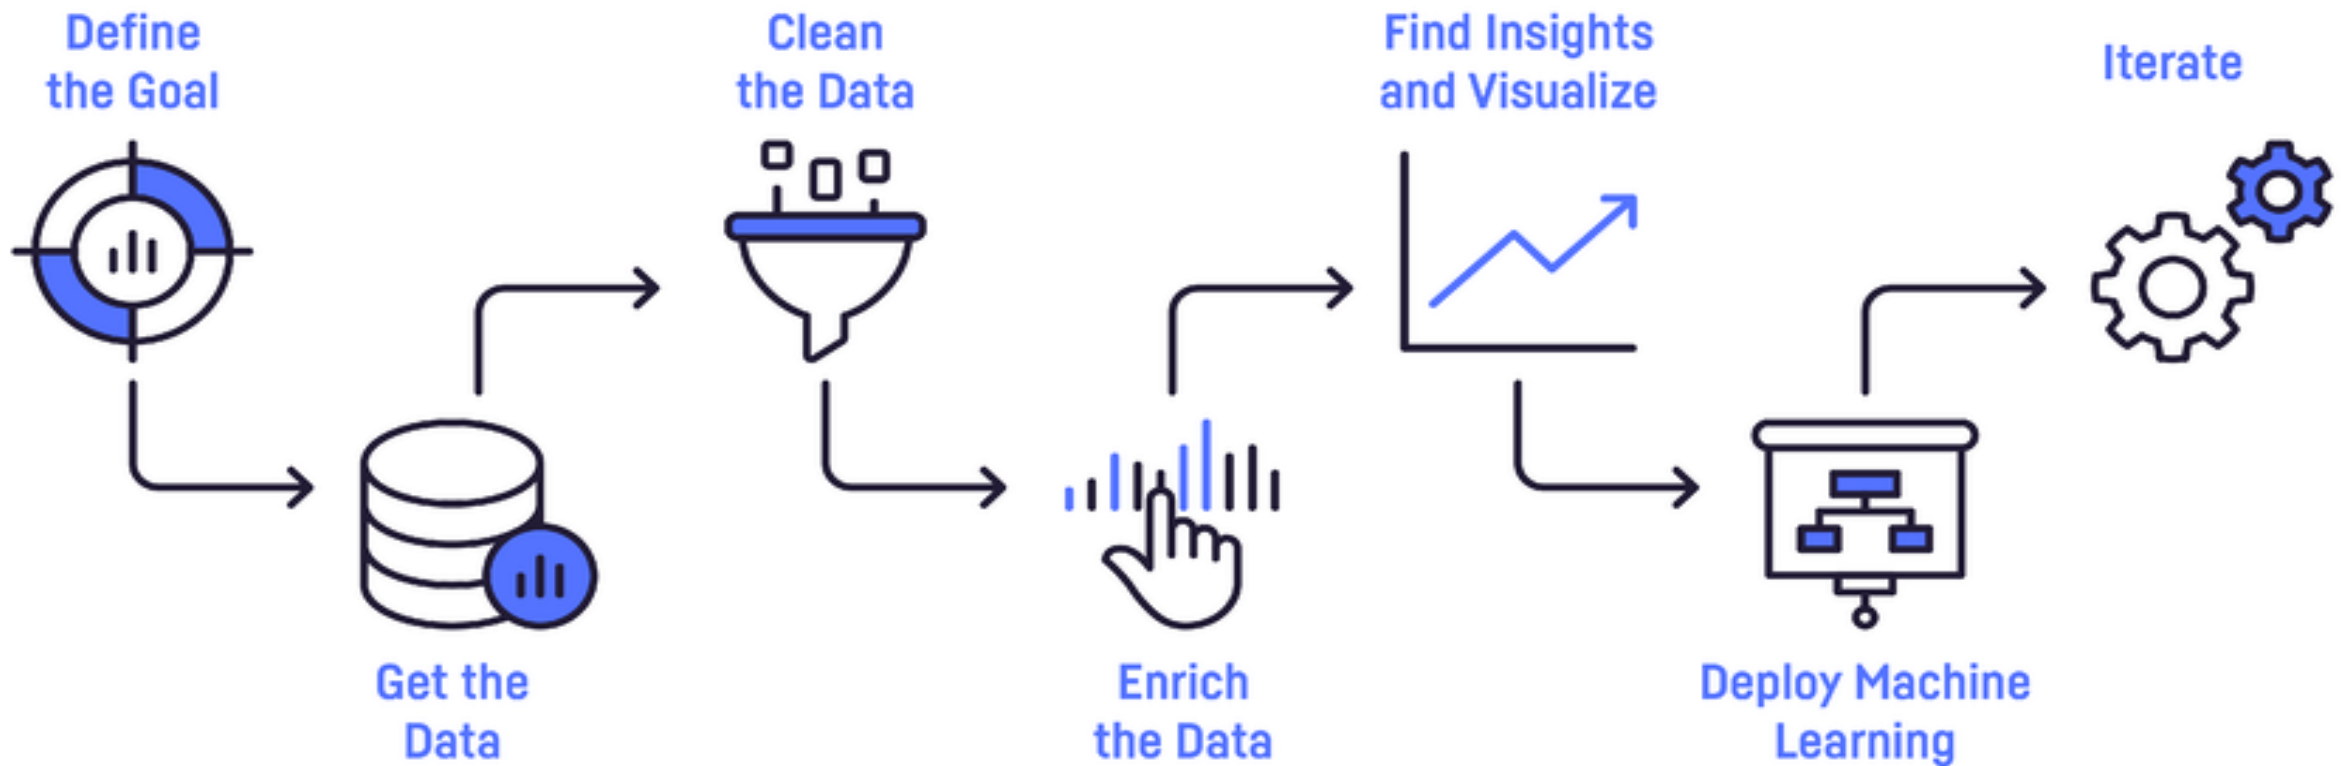 Define
the Goal
Get the
Data
Clean
the Data
Enrich
the Data
Find Insights
and Visualize
Deploy Machine
Learning
Iterate